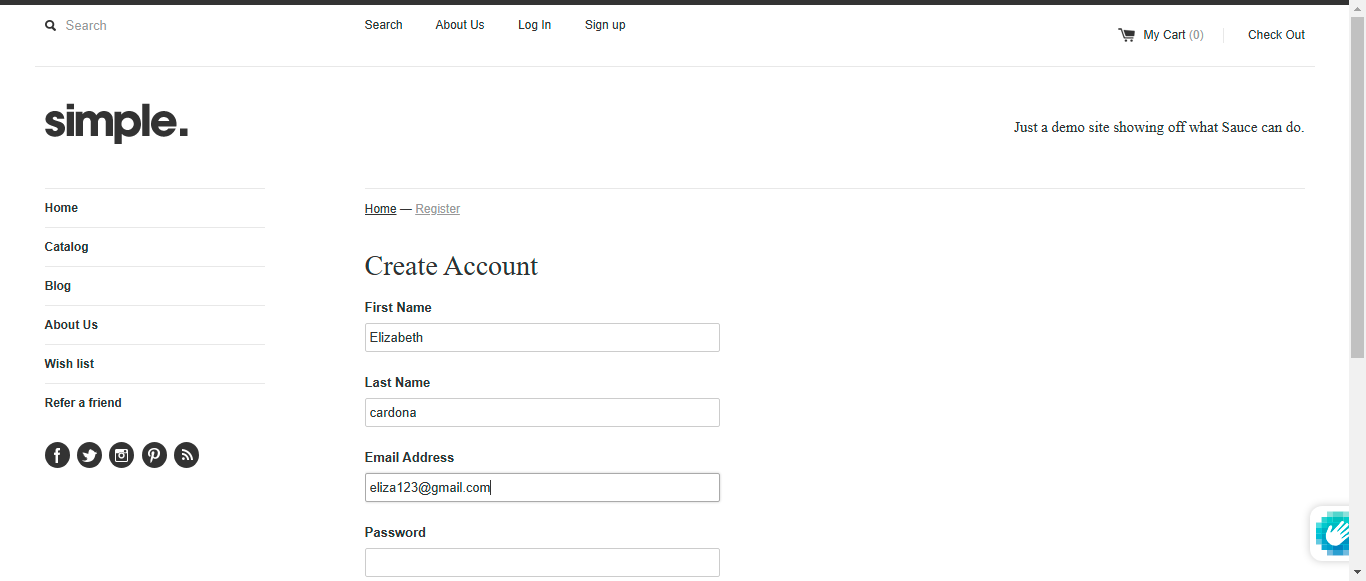 Search
Search About Us Log In Sign up
My Cart (0) Check Out
simple.
Just a demo site showing off what Sauce can do.
Home
Catalog
Blog
About Us
Wish list
Refer a friend
Home — Register
Create Account
First Name
Elizabeth
Last Name
cardona
Email Address
eliza123@gmail.com
Password